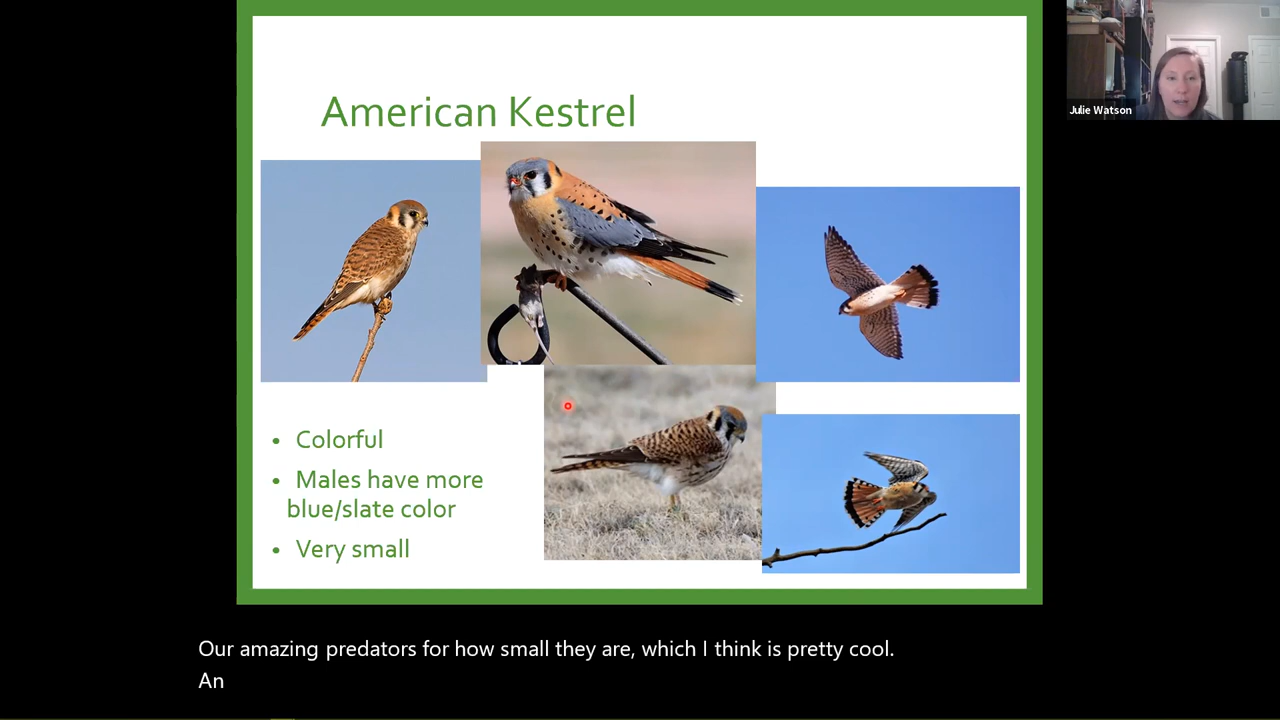 American Kestrel
Julie Watson
• Colorful
• Males have more
blue/slate color
• Very small
Our amazing predators for how small they are, which I think is pretty cool.
An